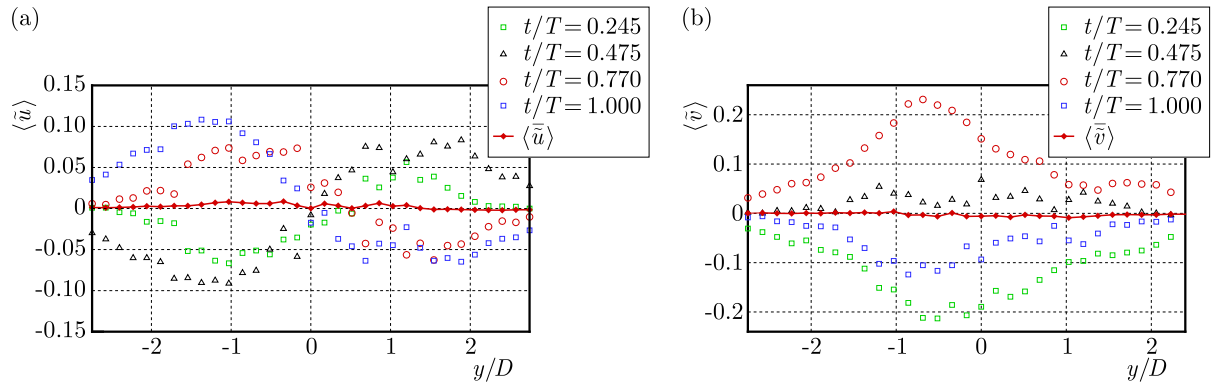 (a)
t/T = 0.245
t/T = 0.475
t/T = 0.770
t/T = 1.000
⟨ũ̅⟩
⟨ũ⟩
0.15
0.10
0.05
0
-0.05
-0.10
-0.15
-2 -1 0 1 2
y/D
(b)
t/T = 0.245
t/T = 0.475
t/T = 0.770
t/T = 1.000
⟨ṽ̅⟩
⟨ṽ⟩
0.2
0.1
0
-0.1
-0.2
-2 -1 0 1 2
y/D